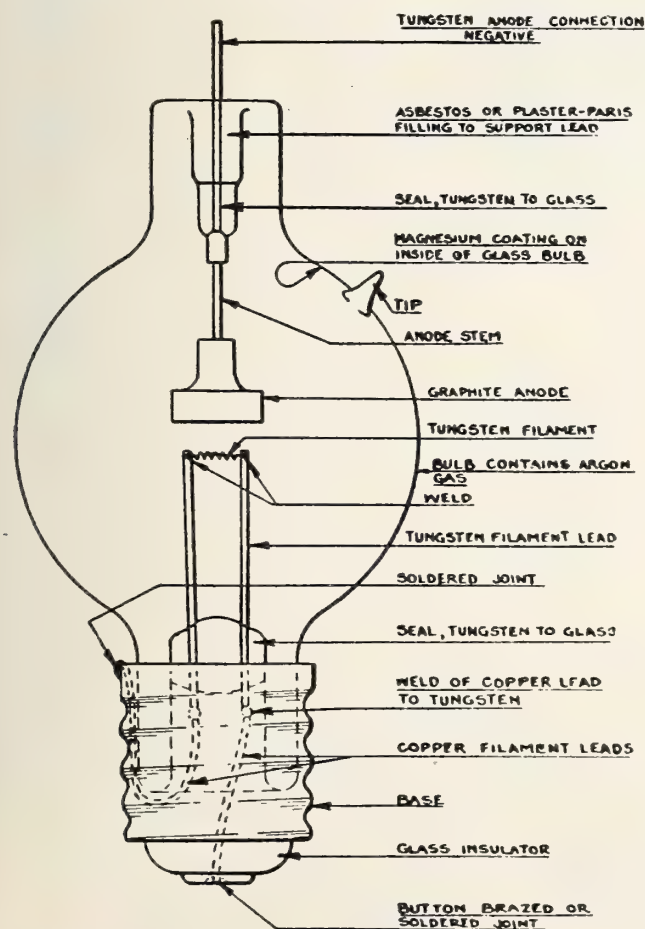 TUNGSTEN ANODE CONNECTION
NEGATIVE
ASBESTOS OR PLASTER-PARIS
FILLING TO SUPPORT LEAD
SEAL, TUNGSTEN TO GLASS
MAGNESIUM COATING ON
INSIDE OF GLASS BULB
TIP
ANODE STEM
GRAPHITE ANODE
TUNGSTEN FILAMENT
BULB CONTAINS ARGON
GAS
WELD
TUNGSTEN FILAMENT LEAD
SOLDERED JOINT
SEAL, TUNGSTEN TO GLASS
WELD OF COPPER LEAD
TO TUNGSTEN
COPPER FILAMENT LEADS
BASE
GLASS INSULATOR
BUTTON BRAZED OR
SOLDERED JOINT